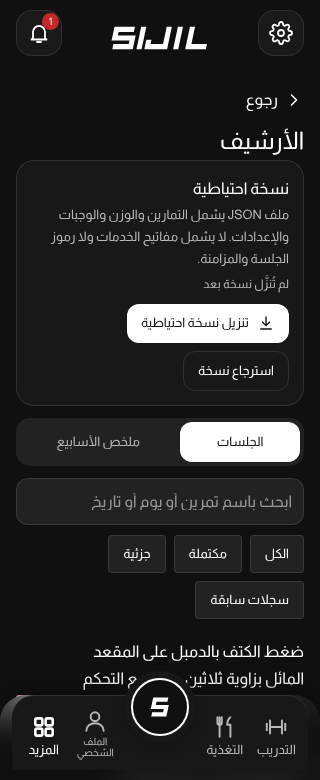 1
SIJIL
رجوع
الأرشيف
نسخة احتياطية
ملف JSON يشمل التمارين والوزن والوجبات
والإعدادات. لا يشمل مفاتيح الخدمات ولا رموز
الجلسة والمزامنة.
لم تُنزَّل نسخة بعد
تنزيل نسخة احتياطية
استرجاع نسخة
الجلسات
ملخص الأسابيع
ابحث باسم تمرين أو يوم أو تاريخ
الكل
مكتملة
جزئية
سجلات سابقة
ضغط الكتف بالدمبل على المقعد
المائل بزاوية ثلاثين
ع التحكم
التدريب
التغذية
S
الملف
الشخصي
المزيد